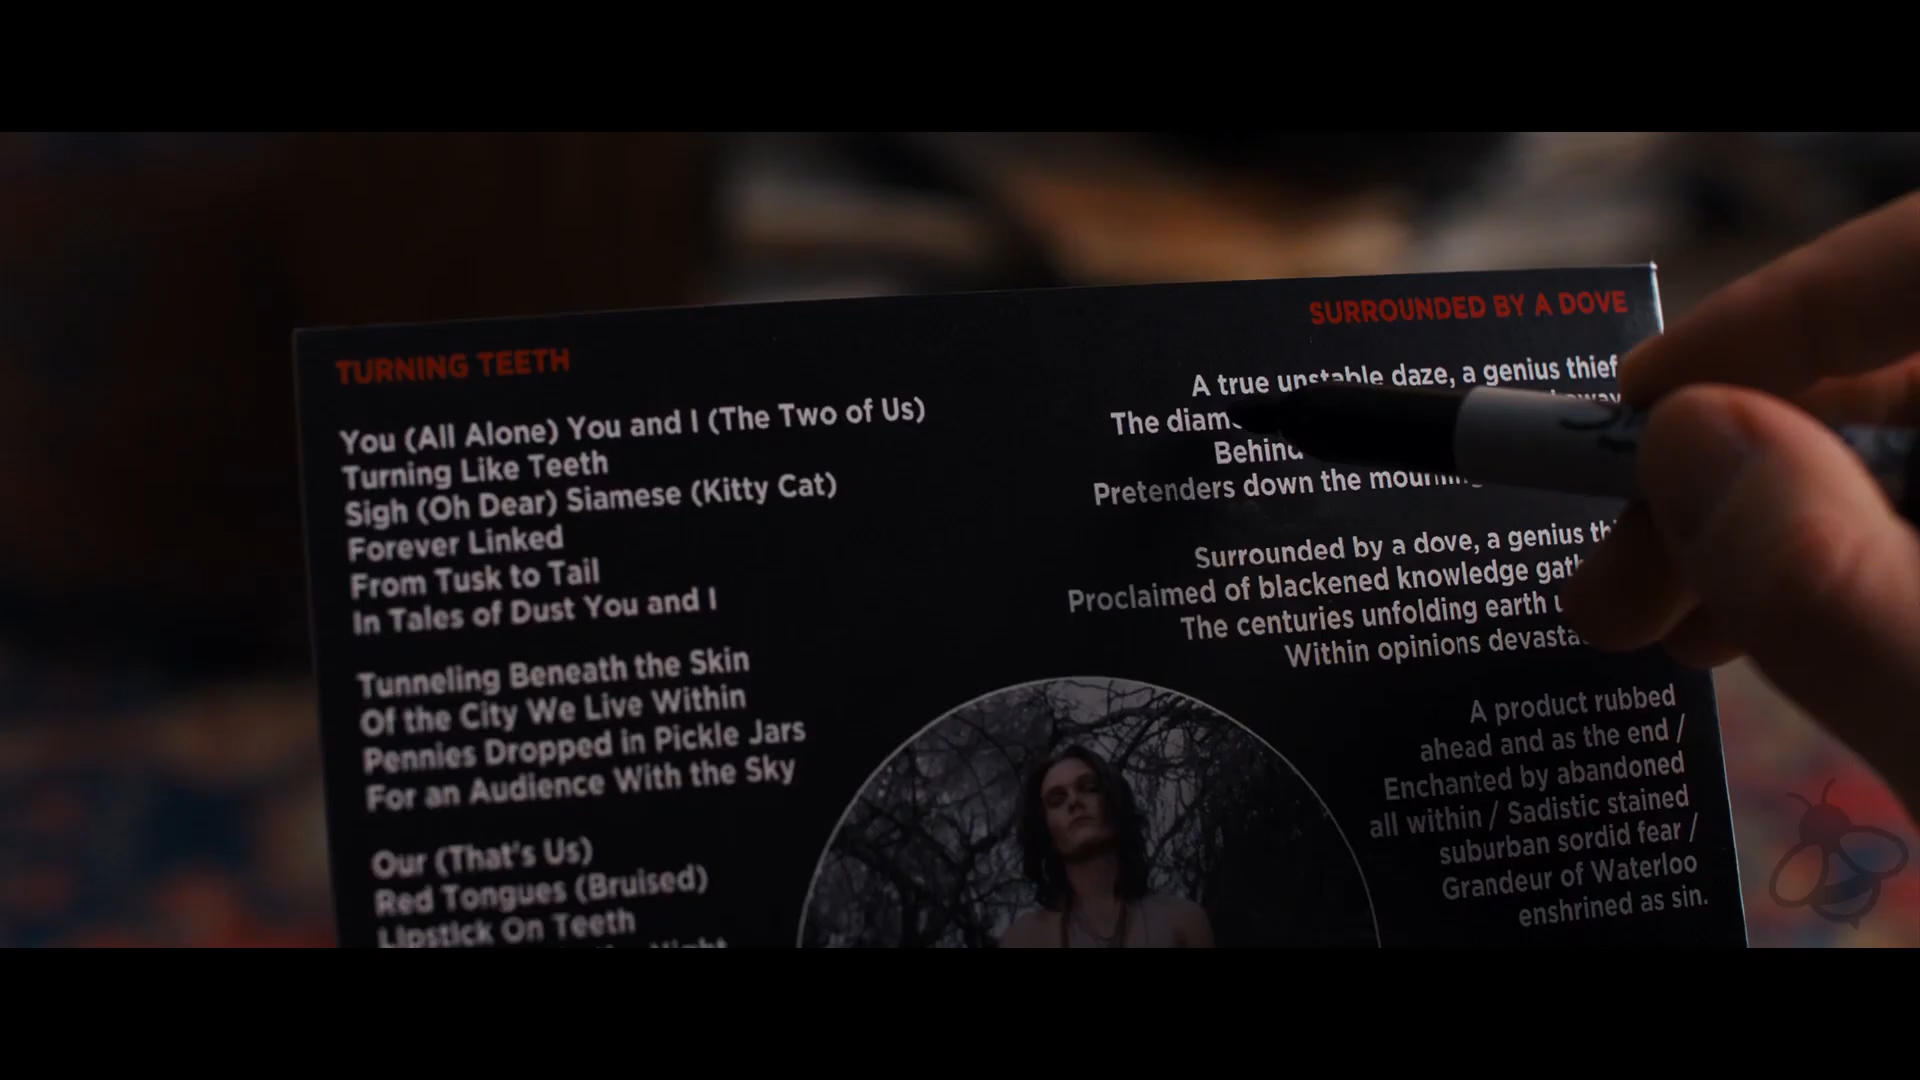 TURNING TEETH
You (All Alone) You and I (The Two of Us)
Turning Like Teeth
Sigh (Oh Dear) Siamese (Kitty Cat)
Forever Linked
From Tusk to Tail
In Tales of Dust You and I
Tunneling Beneath the Skin
Of the City We Live Within
Pennies Dropped in Pickle Jars
For an Audience With the Sky
Our (That's Us)
Red Tongues (Bruised)
Lipstick On Teeth
SURROUNDED BY A DOVE
A true unstable daze, a genius thief
The
Behind
Pretenders down the
Surrounded by a dove, a genius
Proclaimed of blackened knowledge
The centuries unfolding earth
Within opinions
A product rubbed
ahead and as the end /
Enchanted by abandoned
all within / Sadistic stained
suburban sordid fear /
Grandeur of Waterloo
enshrined as sin.